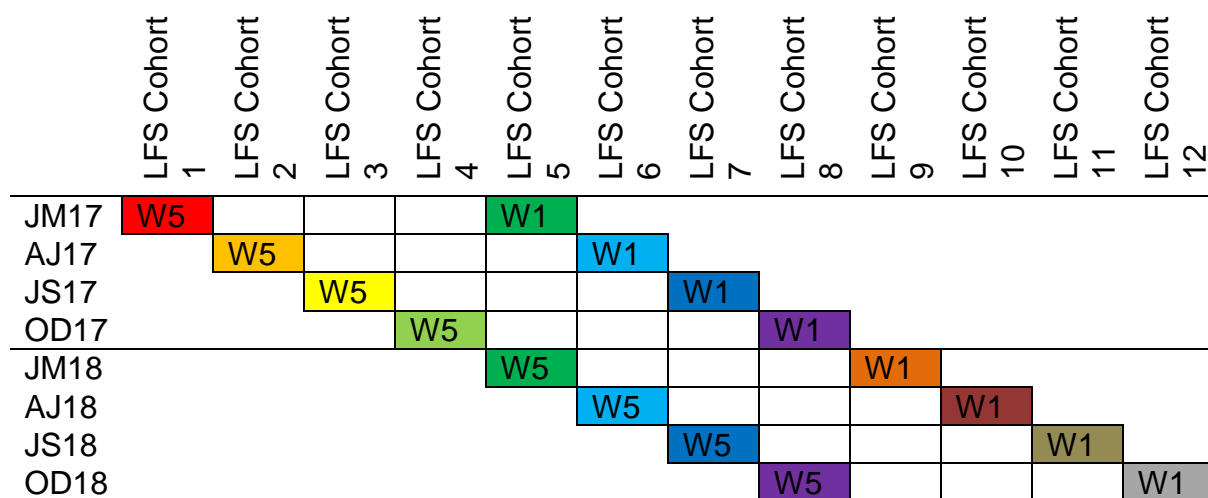 LFS Cohort 1
LFS Cohort 2
LFS Cohort 3
LFS Cohort 4
LFS Cohort 5
LFS Cohort 6
LFS Cohort 7
LFS Cohort 8
LFS Cohort 9
LFS Cohort 10
LFS Cohort 11
LFS Cohort 12
JM17 W5 W1
AJ17 W5 W1
JS17 W5 W1
OD17 W5 W1
JM18 W5 W1
AJ18 W5 W1
JS18 W5 W1
OD18 W5 W1